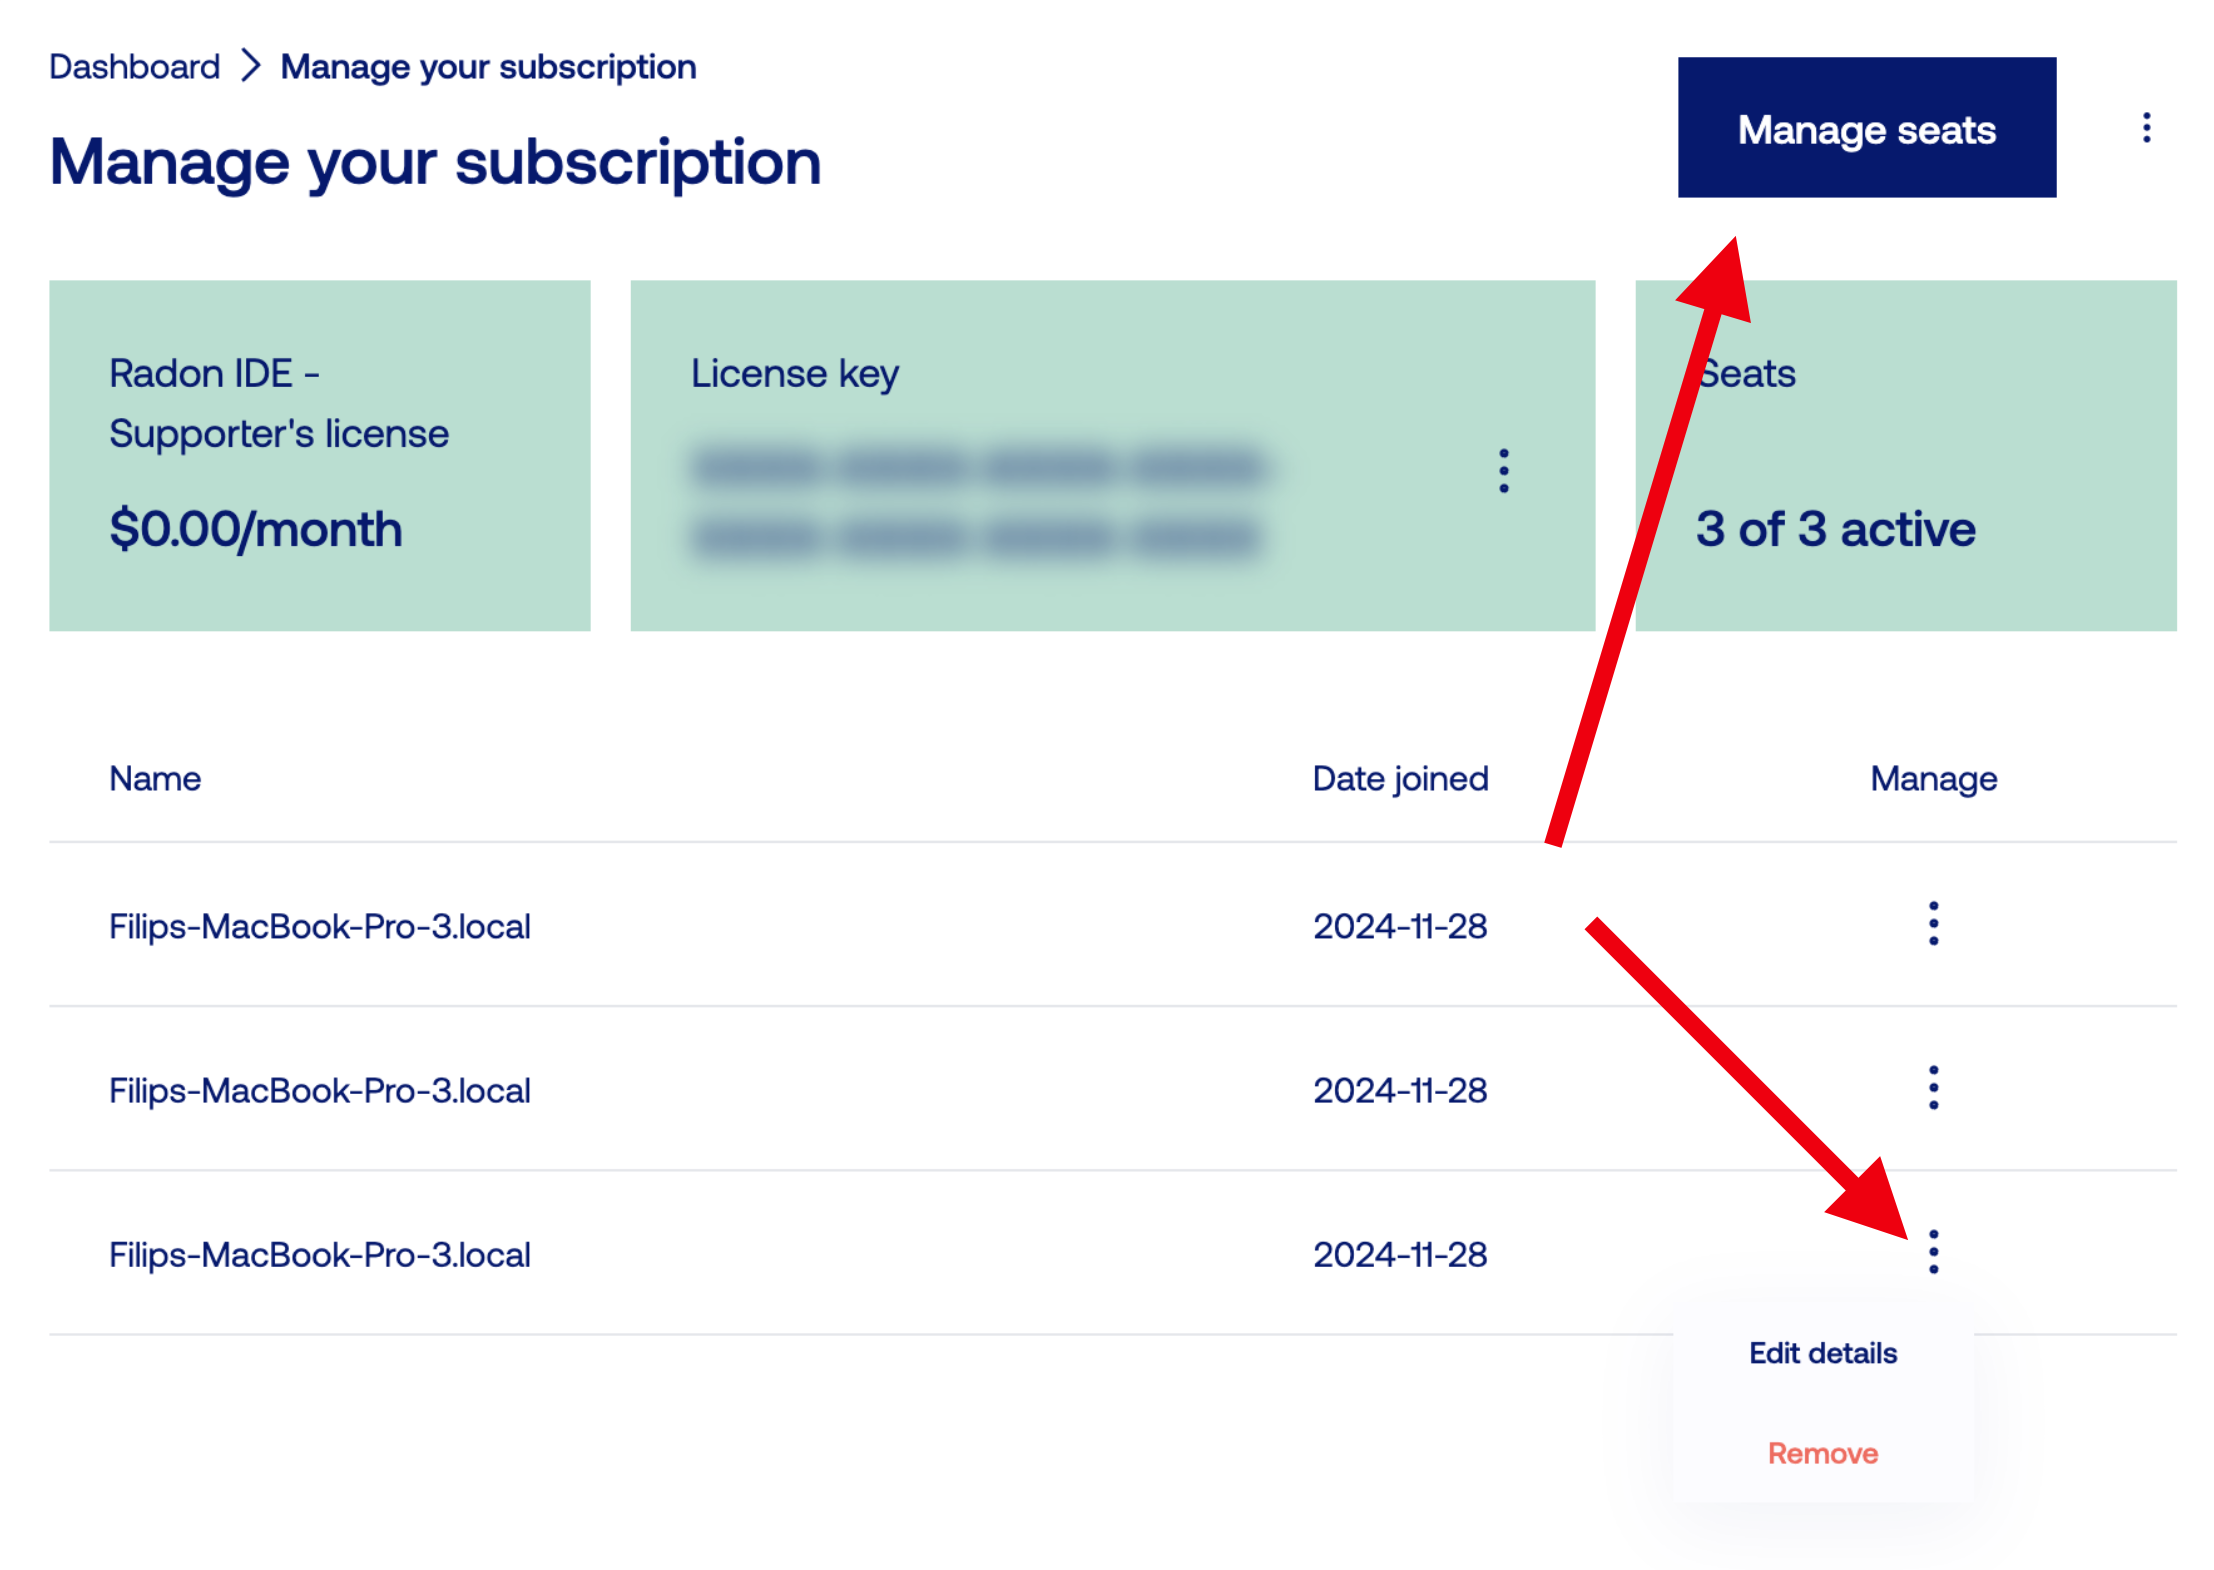 Dashboard > Manage your subscription
Manage your subscription
Manage seats
Radon IDE -
Supporter's license
$0.00/month
License key
Seats
3 of 3 active
Name Date joined Manage
Filips-MacBook-Pro-3.local 2024-11-28
Filips-MacBook-Pro-3.local 2024-11-28
Filips-MacBook-Pro-3.local 2024-11-28
Edit details
Remove